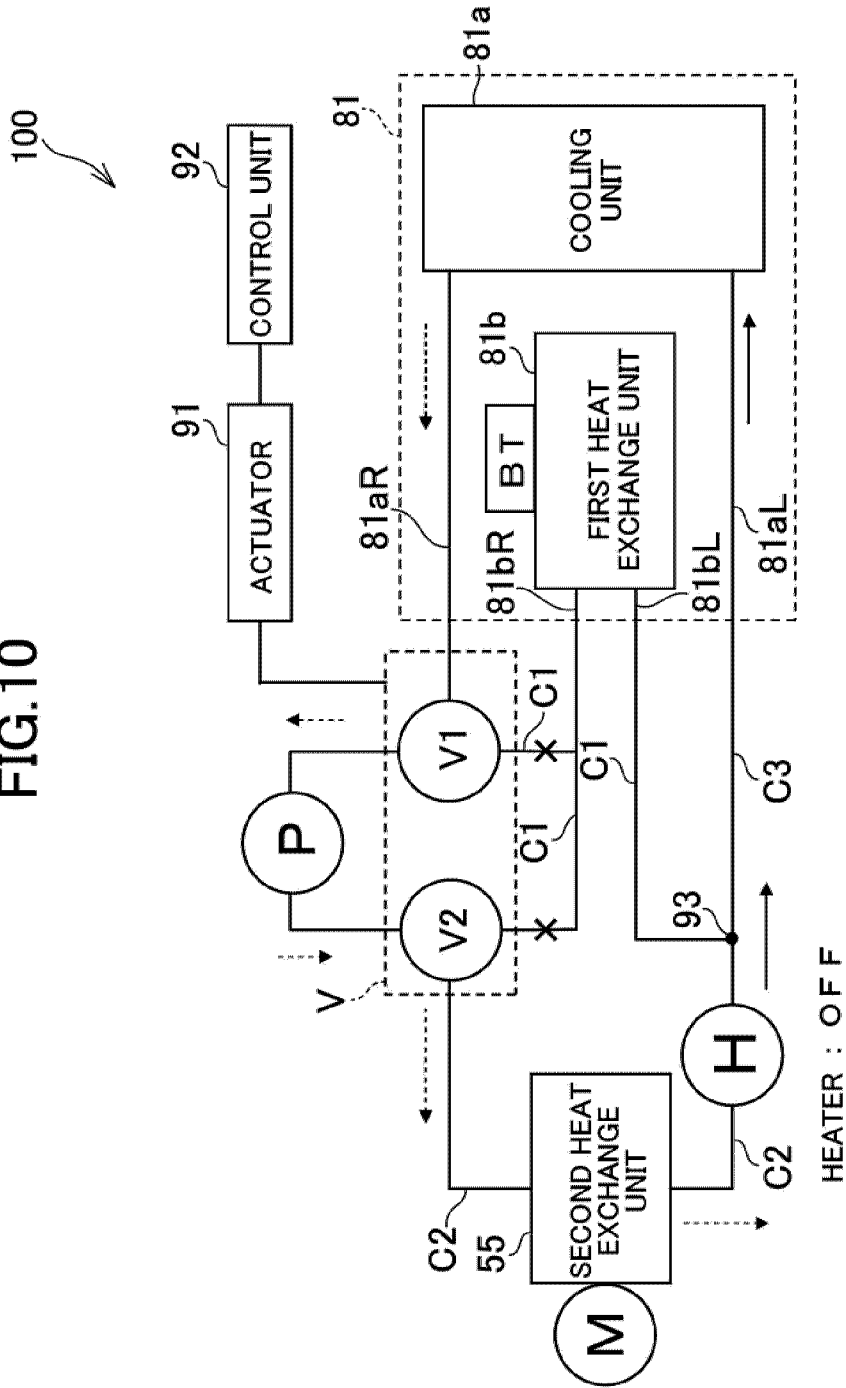 FIG.10
100
91
ACTUATOR
92
CONTROL UNIT
P
V
V2
V1
81aR
81
81a
COOLING
UNIT
C1
C1
C1
81bR
BT
81b
FIRST HEAT
EXCHANGE UNIT
81bL
81aL
C2
55
SECOND HEAT
EXCHANGE
UNIT
M
C2
H
93
C3
HEATER : OFF